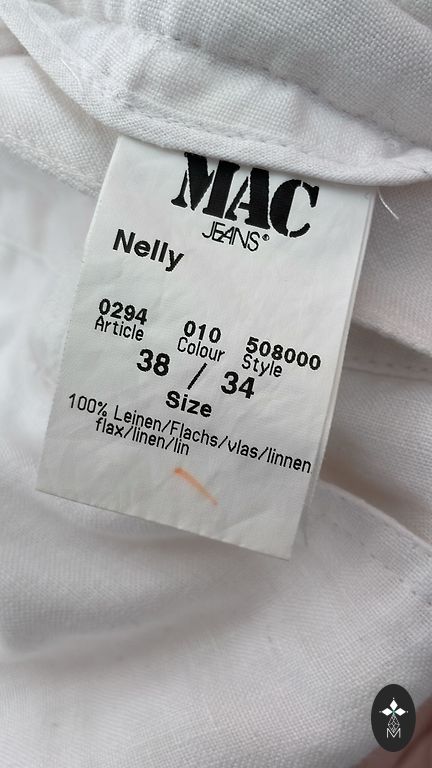 MAC
JEANS®
Nelly
0294 010 508000
Article Colour Style
38 / 34
Size
100% Leinen/Flachs/vlas/linnen
flax/linen/lin
M